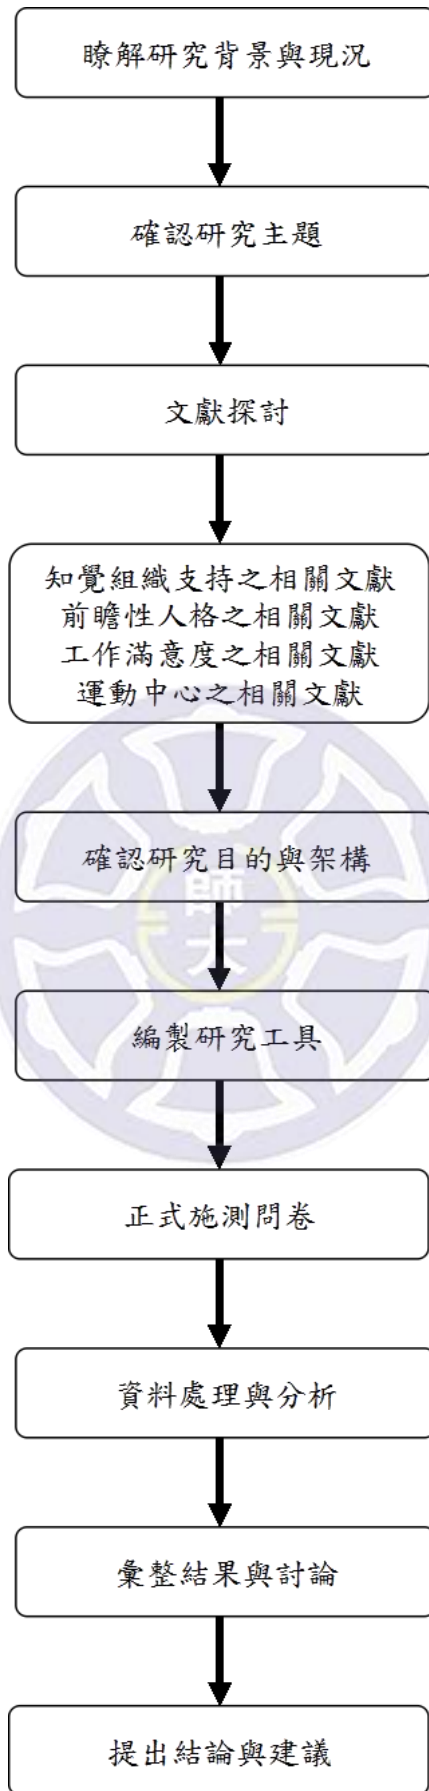 瞭解研究背景與現況
確認研究主題
文獻探討
知覺組織支持之相關文獻
前瞻性人格之相關文獻
工作滿意度之相關文獻
運動中心之相關文獻
確認研究目的與架構
師大
編製研究工具
正式施測問卷
資料處理與分析
彙整結果與討論
提出結論與建議